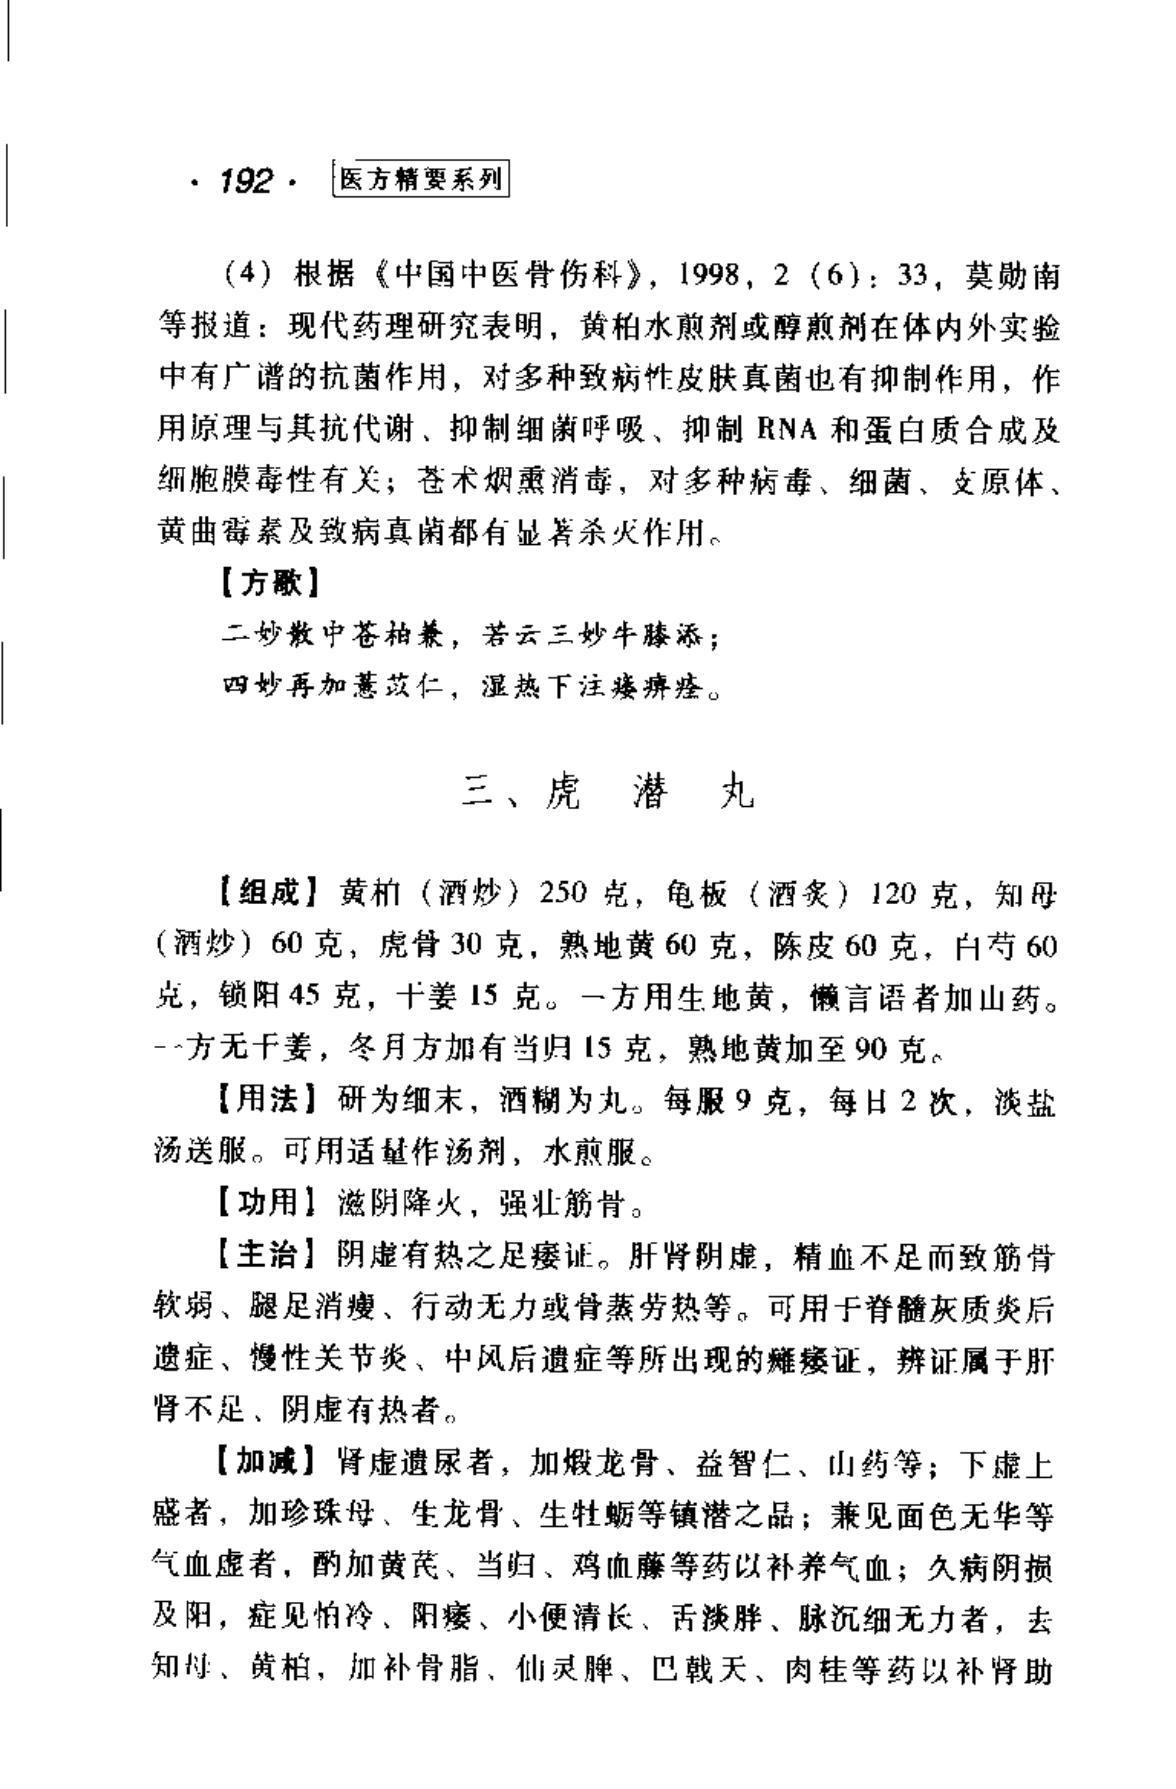 · 192 · 医方精要系列
(4) 根据《中国中医骨伤科》，1998，2（6）：33，莫勋南
等报道：现代药理研究表明，黄柏水煎剂或醇煎剂在体内外实验
中有广谱的抗菌作用，对多种致病性皮肤真菌也有抑制作用，作
用原理与其抗代谢、抑制细菌呼吸、抑制 RNA 和蛋白质合成及
细胞膜毒性有关；苍术烟熏消毒，对多种病毒、细菌、支原体、
黄曲霉素及致病真菌都有显著杀灭作用。
【方歌】
二妙散中苍柏兼，若云三妙牛膝添；
四妙再加薏苡仁，湿热下注痿痹痊。
三、虎 潜 丸
【组成】黄柏（酒炒）250 克，龟板（酒炙）120 克，知母
（酒炒）60 克，虎骨 30 克，熟地黄 60 克，陈皮 60 克，白芍 60
克，锁阳 45 克，干姜 15 克。一方用生地黄，懒言语者加山药。
一方无干姜，冬月方加有当归 15 克，熟地黄加至 90 克。
【用法】研为细末，酒糊为丸。每服 9 克，每日 2 次，淡盐
汤送服。可用适量作汤剂，水煎服。
【功用】滋阴降火，强壮筋骨。
【主治】阴虚有热之足痿证。肝肾阴虚，精血不足而致筋骨
软弱、腿足消瘦、行动无力或骨蒸劳热等。可用于脊髓灰质炎后
遗症、慢性关节炎、中风后遗症等所出现的瘫痿证，辨证属于肝
肾不足、阴虚有热者。
【加减】肾虚遗尿者，加煅龙骨、益智仁、山药等；下虚上
盛者，加珍珠母、生龙骨、生牡蛎等镇潜之品；兼见面色无华等
气血虚者，酌加黄芪、当归、鸡血藤等药以补养气血；久病阴损
及阳，症见怕冷、阳痿、小便清长、舌淡胖、脉沉细无力者，去
知母、黄柏，加补骨脂、仙灵脾、巴戟天、肉桂等药以补肾助